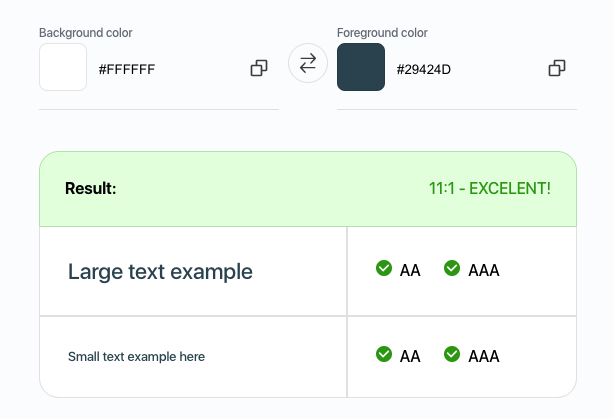 Background color
Foreground color
#FFFFFF
#29424D
Result:
11:1 - EXCELENT!
Large text example
AA
AAA
Small text example here
AA
AAA